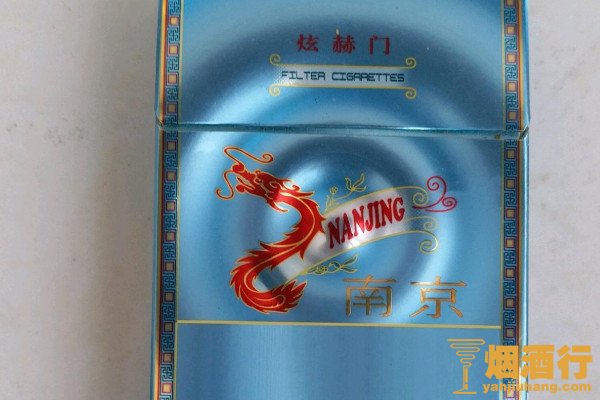 炫赫门
FILTER CIGARETTES
NANJING
南京
烟酒行
yanjiuhang.com